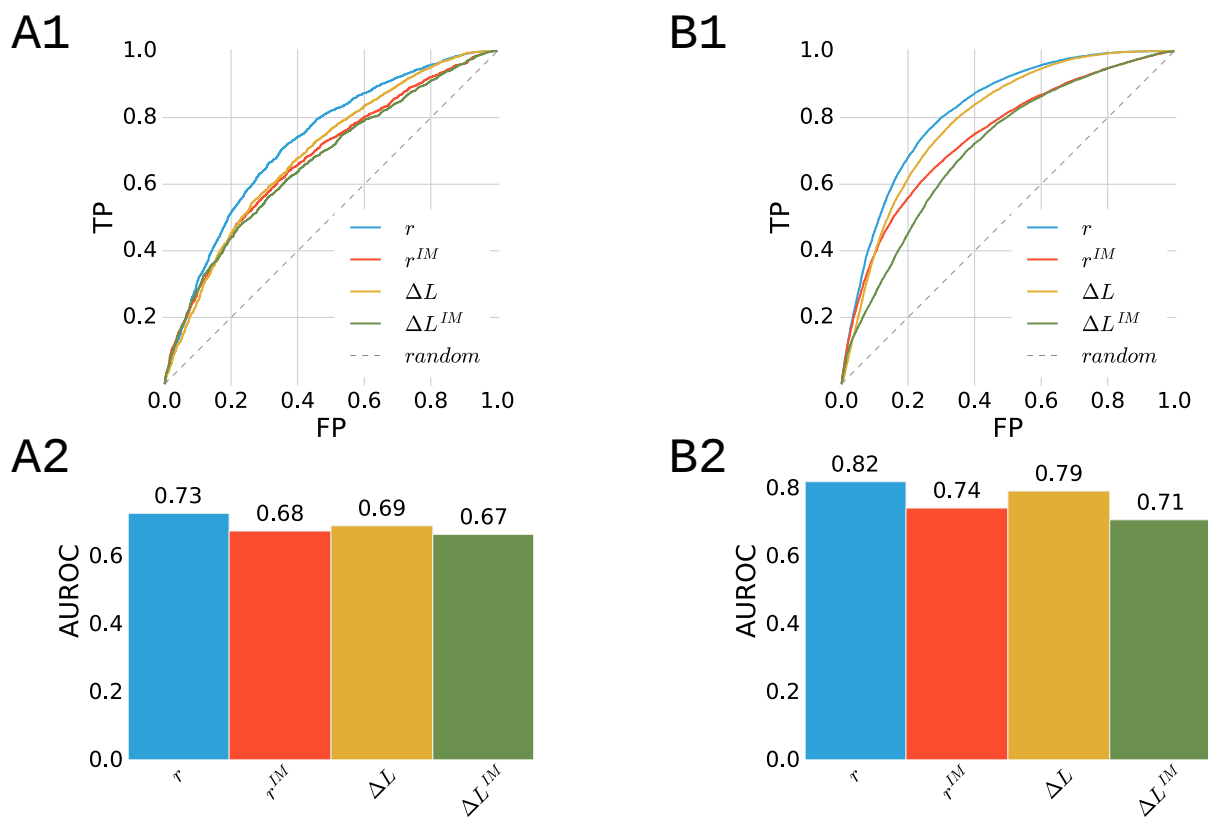 A1
1.0
0.8
0.6
0.4
0.2
TP
r
r^{IM}
ΔL
ΔL^{IM}
random
0.0 0.2 0.4 0.6 0.8 1.0
FP
B1
1.0
0.8
0.6
0.4
0.2
TP
r
r^{IM}
ΔL
ΔL^{IM}
random
0.0 0.2 0.4 0.6 0.8 1.0
FP
A2
0.73 0.68 0.69 0.67
0.6
0.4
0.2
0.0
AUROC
r r^{IM} ΔL ΔL^{IM}
B2
0.82 0.74 0.79 0.71
0.8
0.6
0.4
0.2
0.0
AUROC
r r^{IM} ΔL ΔL^{IM}